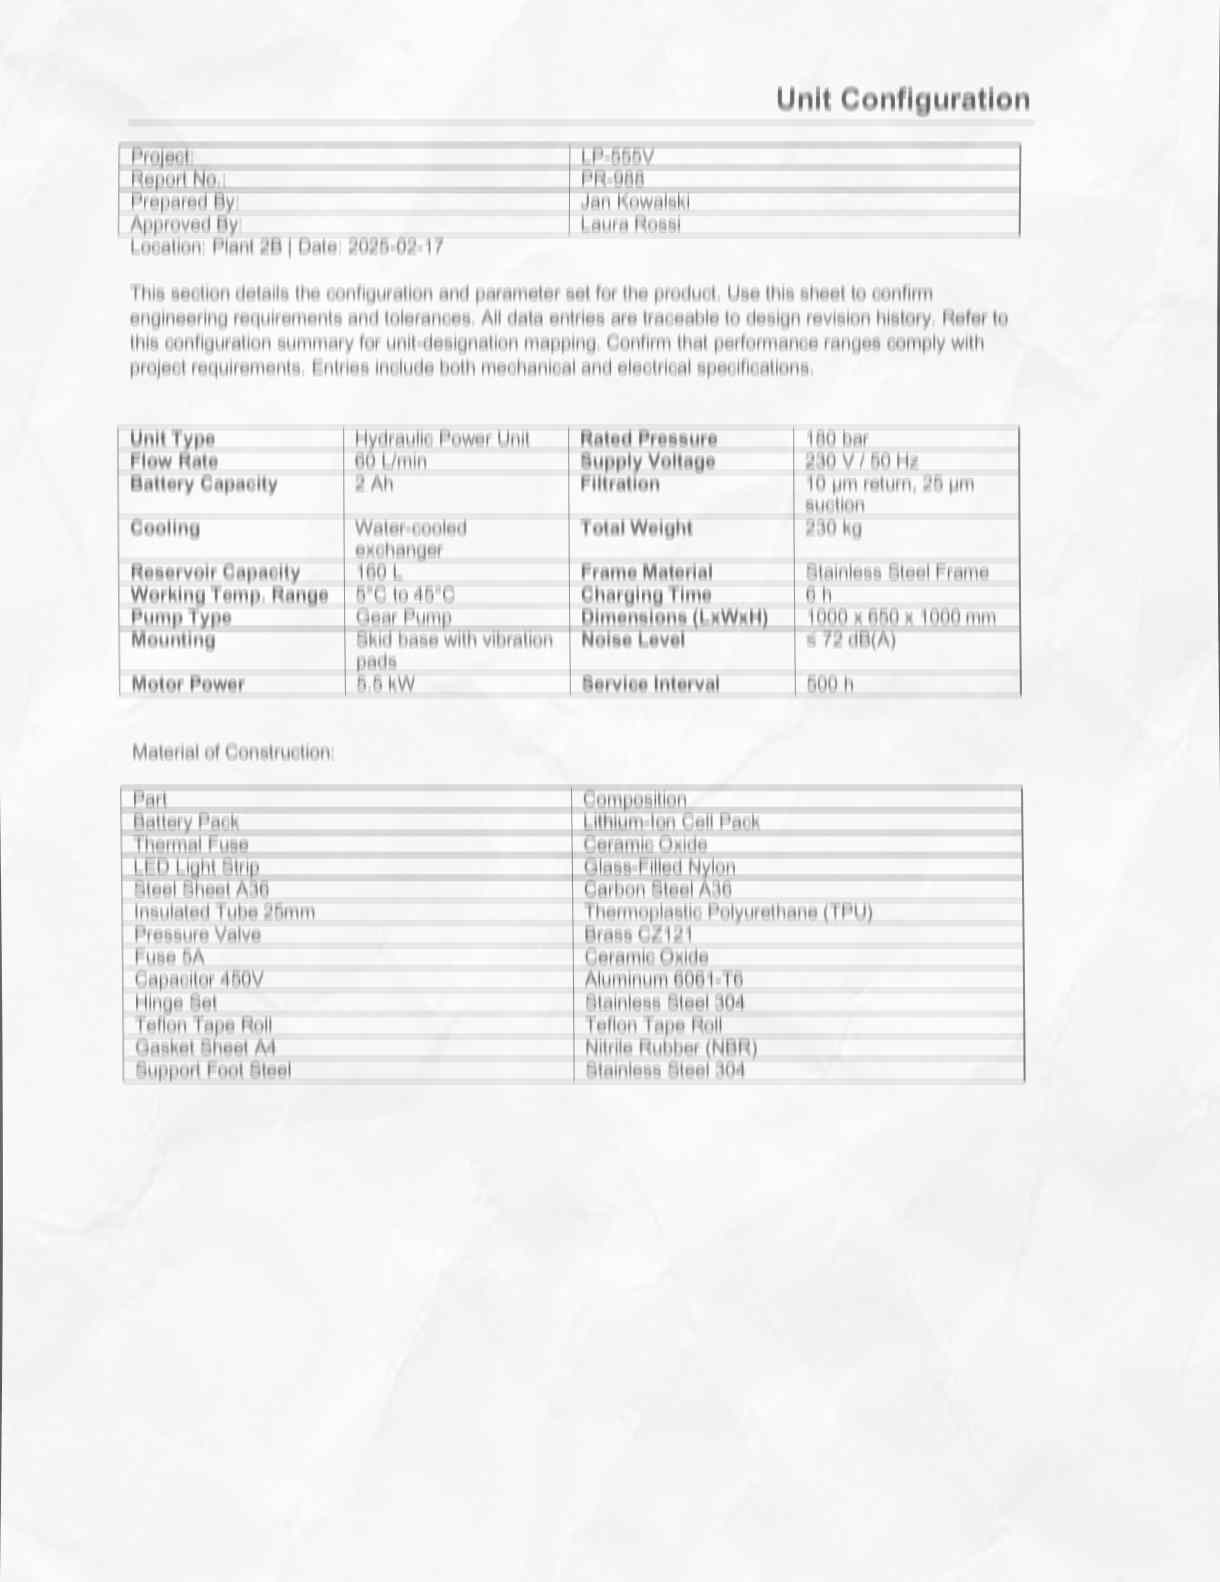 Unit Configuration
Project: LP-555V
Report No.: PR-988
Prepared By: Jan Kowalski
Approved By: Laura Rossi
Location: Plant 2B | Date: 2025-02-17
This section details the configuration and parameter set for the product. Use this sheet to confirm
engineering requirements and tolerances. All data entries are traceable to design revision history. Refer to
this configuration summary for unit-designation mapping. Confirm that performance ranges comply with
project requirements. Entries include both mechanical and electrical specifications.
Unit Type Hydraulic Power Unit Rated Pressure 180 bar
Flow Rate 60 L/min Supply Voltage 230 V / 50 Hz
Battery Capacity 2 Ah Filtration 10 µm return, 25 µm
suction
Cooling Water-cooled Total Weight 230 kg
exchanger
Reservoir Capacity 160 L Frame Material Stainless Steel Frame
Working Temp. Range 5°C to 45°C Charging Time 6 h
Pump Type Gear Pump Dimensions (LxWxH) 1000 x 650 x 1000 mm
Mounting Skid base with vibration Noise Level ≤ 72 dB(A)
pads
Motor Power 5.5 kW Service Interval 500 h
Material of Construction:
Part Composition
Battery Pack Lithium-Ion Cell Pack
Thermal Fuse Ceramic Oxide
LED Light Strip Glass-Filled Nylon
Steel Sheet A36 Carbon Steel A36
Insulated Tube 25mm Thermoplastic Polyurethane (TPU)
Pressure Valve Brass CZ121
Fuse 5A Ceramic Oxide
Capacitor 450V Aluminum 6061-T6
Hinge Set Stainless Steel 304
Teflon Tape Roll Teflon Tape Roll
Gasket Sheet A4 Nitrile Rubber (NBR)
Support Foot Steel Stainless Steel 304